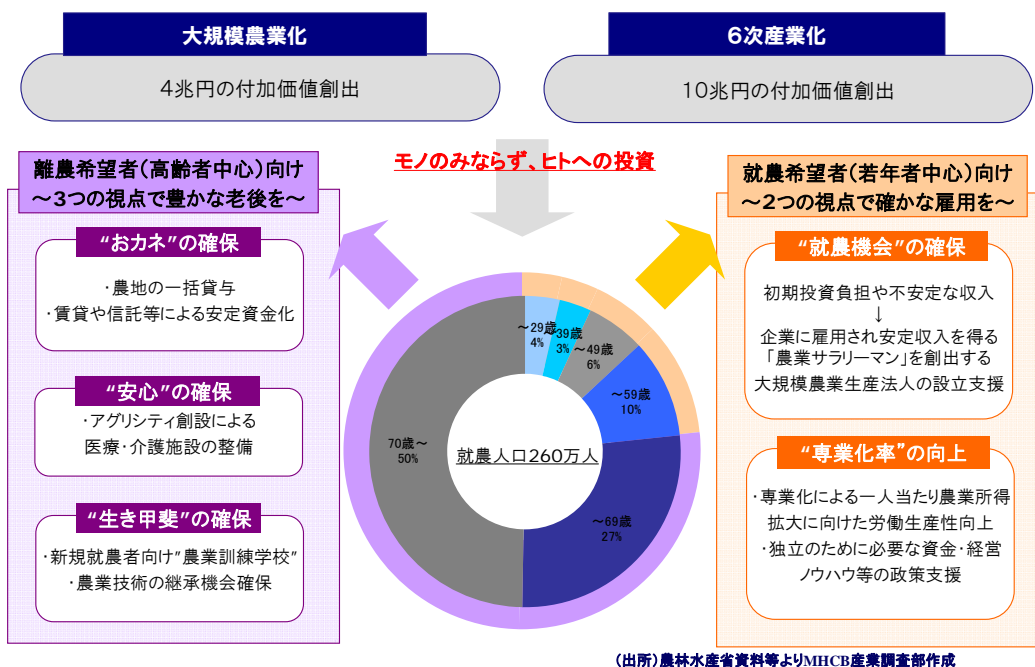 大規模農業化
4兆円の付加価値創出
6次産業化
10兆円の付加価値創出
モノのみならず、ヒトへの投資
離農希望者(高齢者中心)向け
～3つの視点で豊かな老後を～
“おカネ”の確保
・農地の一括貸与
・賃貸や信託等による安定資金化
“安心”の確保
・アグリシティ創設による
医療・介護施設の整備
“生き甲斐”の確保
・新規就農者向け”農業訓練学校”
・農業技術の継承機会確保
～29歳
4%
～39歳
3%
～49歳
6%
～59歳
10%
～69歳
27%
70歳～
50%
就農人口260万人
就農希望者(若年者中心)向け
～2つの視点で確かな雇用を～
“就農機会”の確保
初期投資負担や不安定な収入
↓
企業に雇用され安定収入を得る
「農業サラリーマン」を創出する
大規模農業生産法人の設立支援
“専業化率”の向上
・専業化による一人当たり農業所得
拡大に向けた労働生産性向上
・独立のために必要な資金・経営
ノウハウ等の政策支援
(出所)農林水産省資料等よりMHCB産業調査部作成